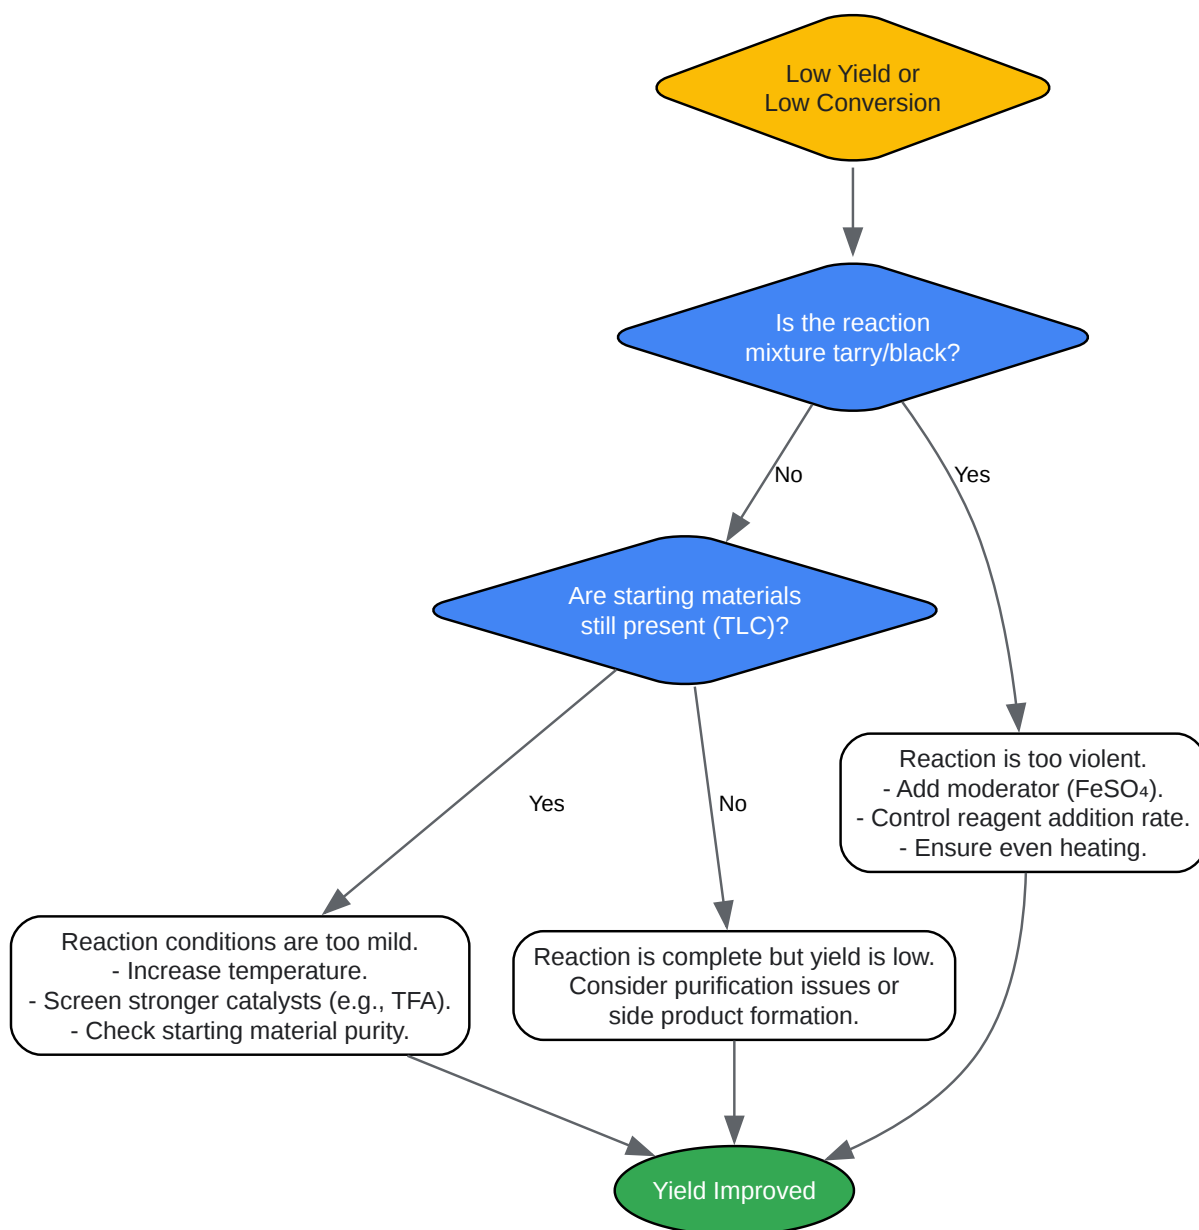 Low Yield or
Low Conversion
Is the reaction
mixture tarry/black?
No
Yes
Are starting materials
still present (TLC)?
Yes
No
Reaction is too violent.
- Add moderator (FeSO₄).
- Control reagent addition rate.
- Ensure even heating.
Reaction conditions are too mild.
- Increase temperature.
- Screen stronger catalysts (e.g., TFA).
- Check starting material purity.
Reaction is complete but yield is low.
Consider purification issues or
side product formation.
Yield Improved